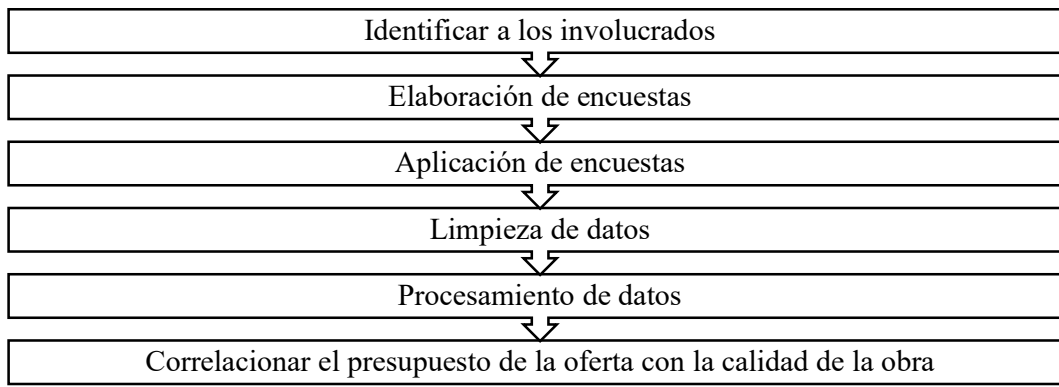 Identificar a los involucrados
Elaboración de encuestas
Aplicación de encuestas
Limpieza de datos
Procesamiento de datos
Correlacionar el presupuesto de la oferta con la calidad de la obra